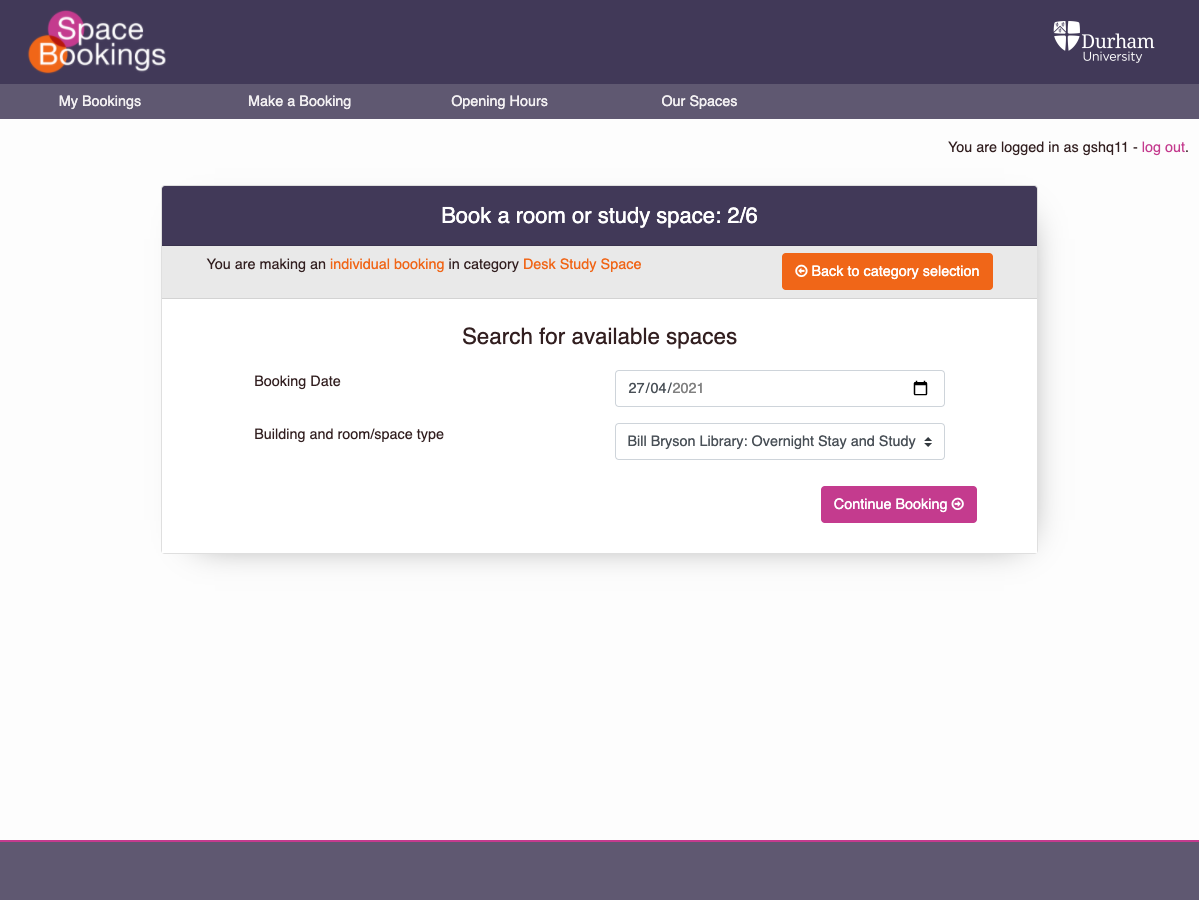 Space
Bookings
Durham
University
My Bookings Make a Booking Opening Hours Our Spaces
You are logged in as gshq11 - log out.
Book a room or study space: 2/6
You are making an individual booking in category Desk Study Space
Back to category selection
Search for available spaces
Booking Date
27/04/2021
Building and room/space type
Bill Bryson Library: Overnight Stay and Study
Continue Booking